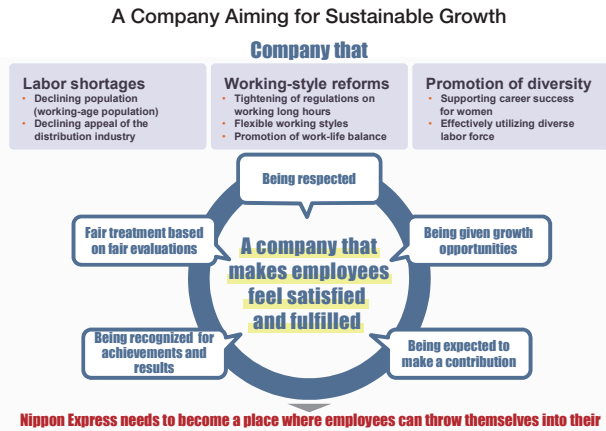 A Company Aiming for Sustainable Growth
Company that
Labor shortages
• Declining population
(working-age population)
• Declining appeal of the
distribution industry
Working-style reforms
• Tightening of regulations on
working long hours
• Flexible working styles
• Promotion of work-life balance
Promotion of diversity
• Supporting career success
for women
• Effectively utilizing diverse
labor force
Being respected
Fair treatment based
on fair evaluations
Being given growth
opportunities
A company that
makes employees
feel satisfied
and fulfilled
Being recognized for
achievements and
results
Being expected to
make a contribution
Nippon Express needs to become a place where employees can throw themselves into their